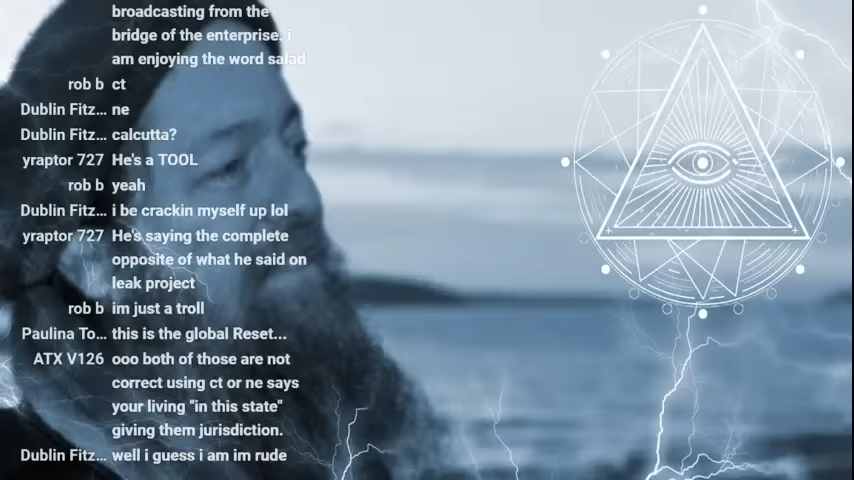 broadcasting from the
bridge of the enterprise. i
am enjoying the word salad
rob b ct
Dublin Fitz... ne
Dublin Fitz... calcutta?
yraptor 727 He's a TOOL
rob b yeah
Dublin Fitz... i be crackin myself up lol
yraptor 727 He's saying the complete
opposite of what he said on
leak project
rob b im just a troll
Paulina To... this is the global Reset...
ATX V126 ooo both of those are not
correct using ct or ne says
your living "in this state"
giving them jurisdiction.
Dublin Fitz... well i guess i am im rude